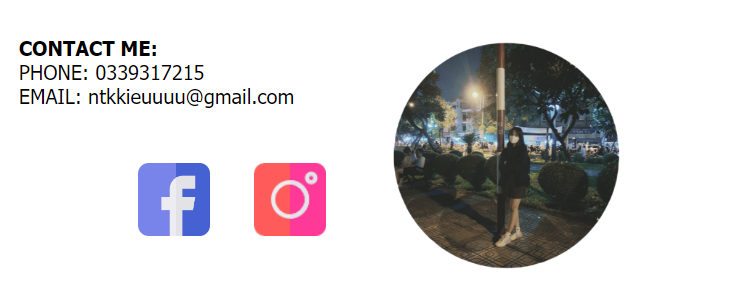 CONTACT ME:
PHONE: 0339317215
EMAIL: ntkkieuuuu@gmail.com